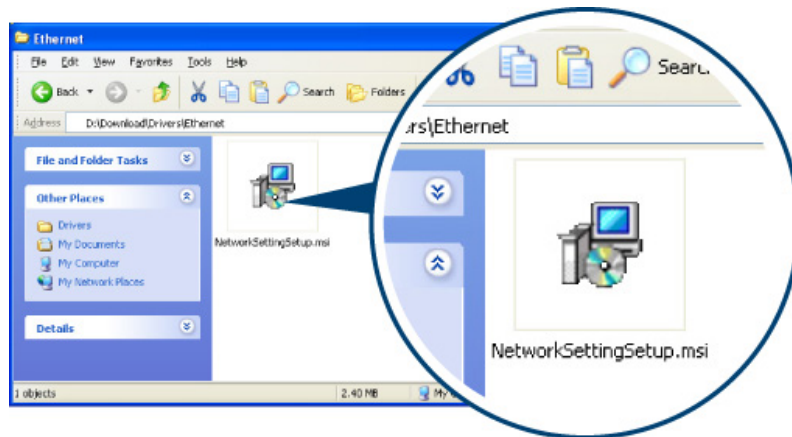 Ethernet
File Edit View Favorites Tools Help
Back Search Folders
Address D:\Download\Drivers\Ethernet
File and Folder Tasks
Other Places
Drivers
My Documents
My Computer
My Network Places
Details
NetworkSettingSetup.msi
1 objects 2.40 MB My
Searc
ers\Ethernet
NetworkSettingSetup.msi